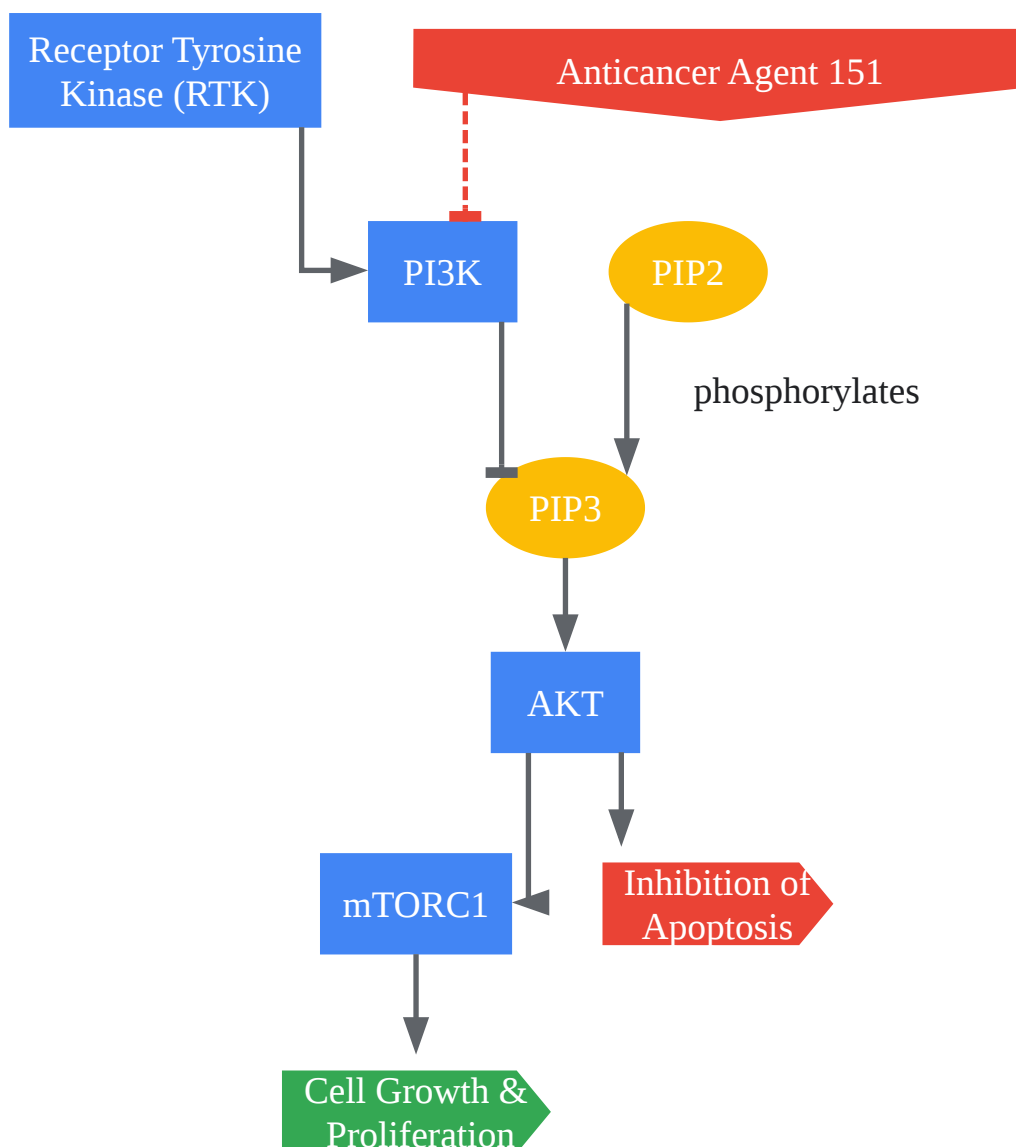 Receptor Tyrosine
Kinase (RTK)
Anticancer Agent 151
PI3K
PIP2
phosphorylates
PIP3
AKT
mTORC1
Inhibition of
Apoptosis
Cell Growth &
Proliferation